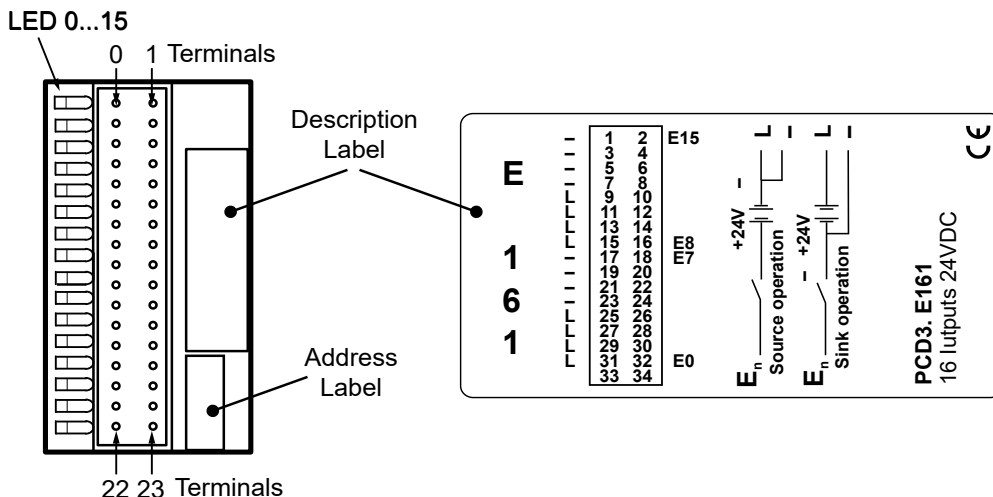 LED 0...15
0 1 Terminals
Description
Label
Address
Label
22 23 Terminals
E
1
6
1
– 1 2 E15
– 3 4
– 5 6
– 7 8
L 9 10
L 11 12
L 13 14
L 15 16 E8
– 17 18 E7
– 19 20
– 21 22
– 23 24
L 25 26
L 27 28
L 29 30
L 31 32 E0
33 34
En
Source operation
+24V –
L
–
En
Sink operation
– +24V
L
–
PCD3. E161
16 Iutputs 24VDC
CE